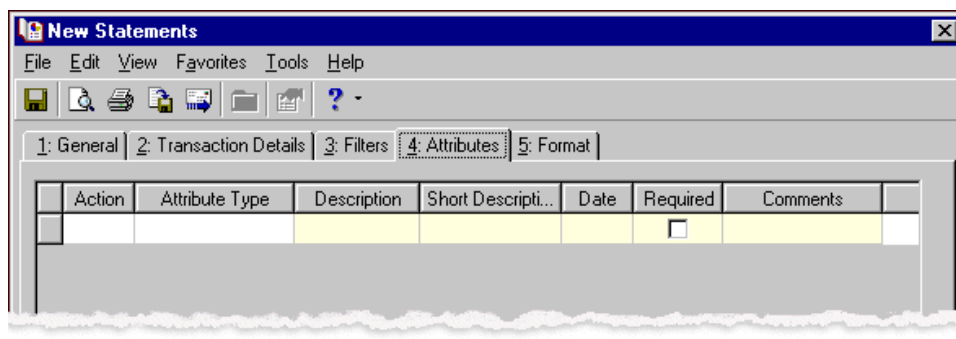 New Statements
File Edit View Favorites Tools Help
?
1: General 2: Transaction Details 3: Filters 4: Attributes 5: Format
Action Attribute Type Description Short Descripti... Date Required Comments